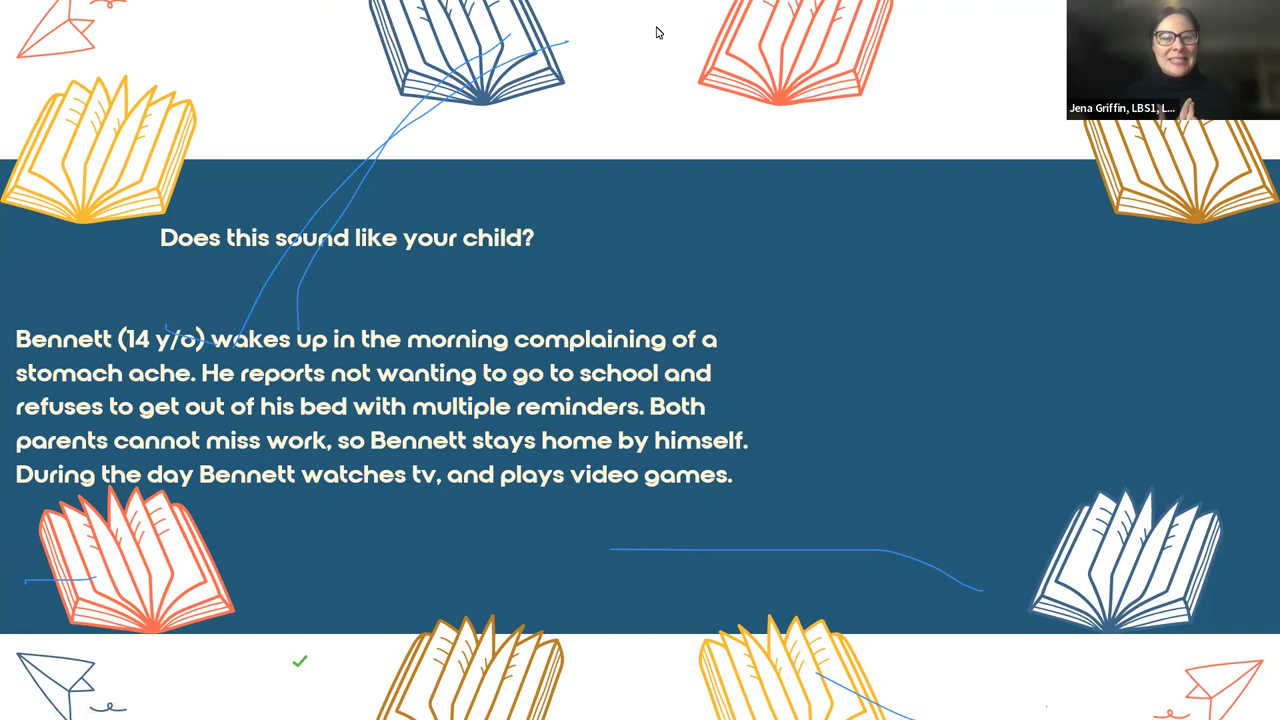 Jena Griffin, LBS1, L...
Does this sound like your child?
Bennett (14 y/o) wakes up in the morning complaining of a
stomach ache. He reports not wanting to go to school and
refuses to get out of his bed with multiple reminders. Both
parents cannot miss work, so Bennett stays home by himself.
During the day Bennett watches tv, and plays video games.